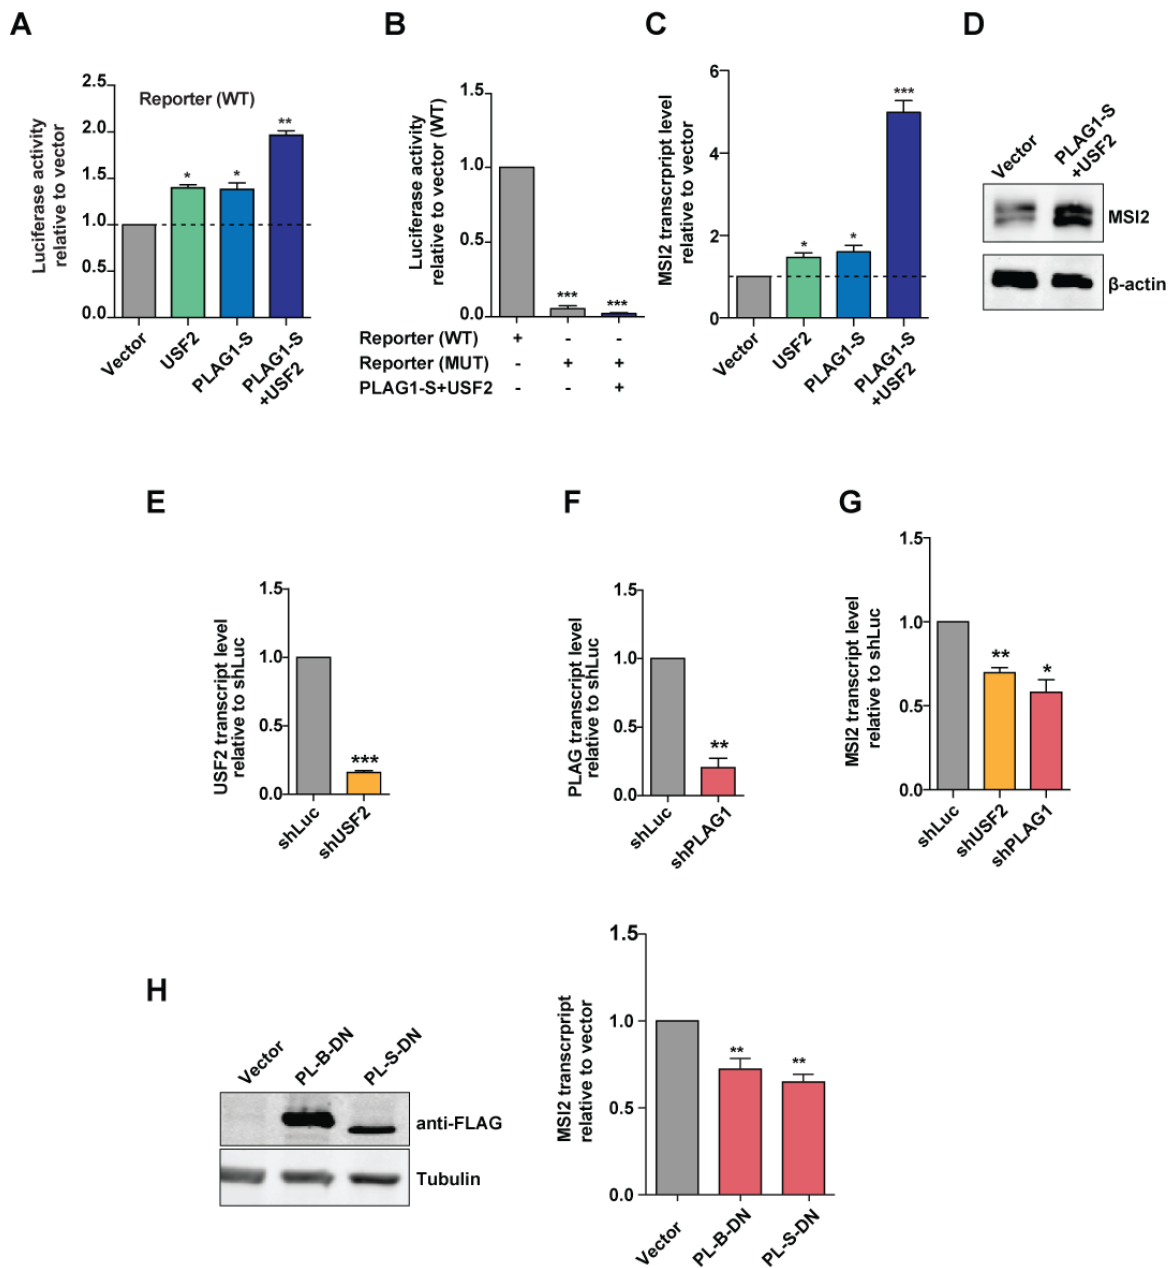 A
Luciferase activity
relative to vector
2.5
2.0
1.5
1.0
0.5
0.0
Reporter (WT)
*
*
**
Vector
USF2
PLAG1-S
PLAG1-S
+USF2
B
Luciferase activity
relative to vector (WT)
1.5
1.0
0.5
0.0
***
***
Reporter (WT) + - -
Reporter (MUT) - + +
PLAG1-S+USF2 - - +
C
MSI2 transcrpript level
relative to vector
6
4
2
0
*
*
***
Vector
USF2
PLAG1-S
PLAG1-S
+USF2
D
Vector
PLAG1-S
+USF2
MSI2
β-actin
E
USF2 transcript level
relative to shLuc
1.5
1.0
0.5
0.0
***
shLuc
shUSF2
F
PLAG transcript level
relative to shLuc
1.5
1.0
0.5
0.0
**
shLuc
shPLAG1
G
MSI2 transcript level
relative to shLuc
1.5
1.0
0.5
0.0
**
*
shLuc
shUSF2
shPLAG1
H
Vector
PL-B-DN
PL-S-DN
anti-FLAG
Tubulin
MSI2 transcrpript
relative to vector
1.5
1.0
0.5
0.0
**
**
Vector
PL-B-DN
PL-S-DN